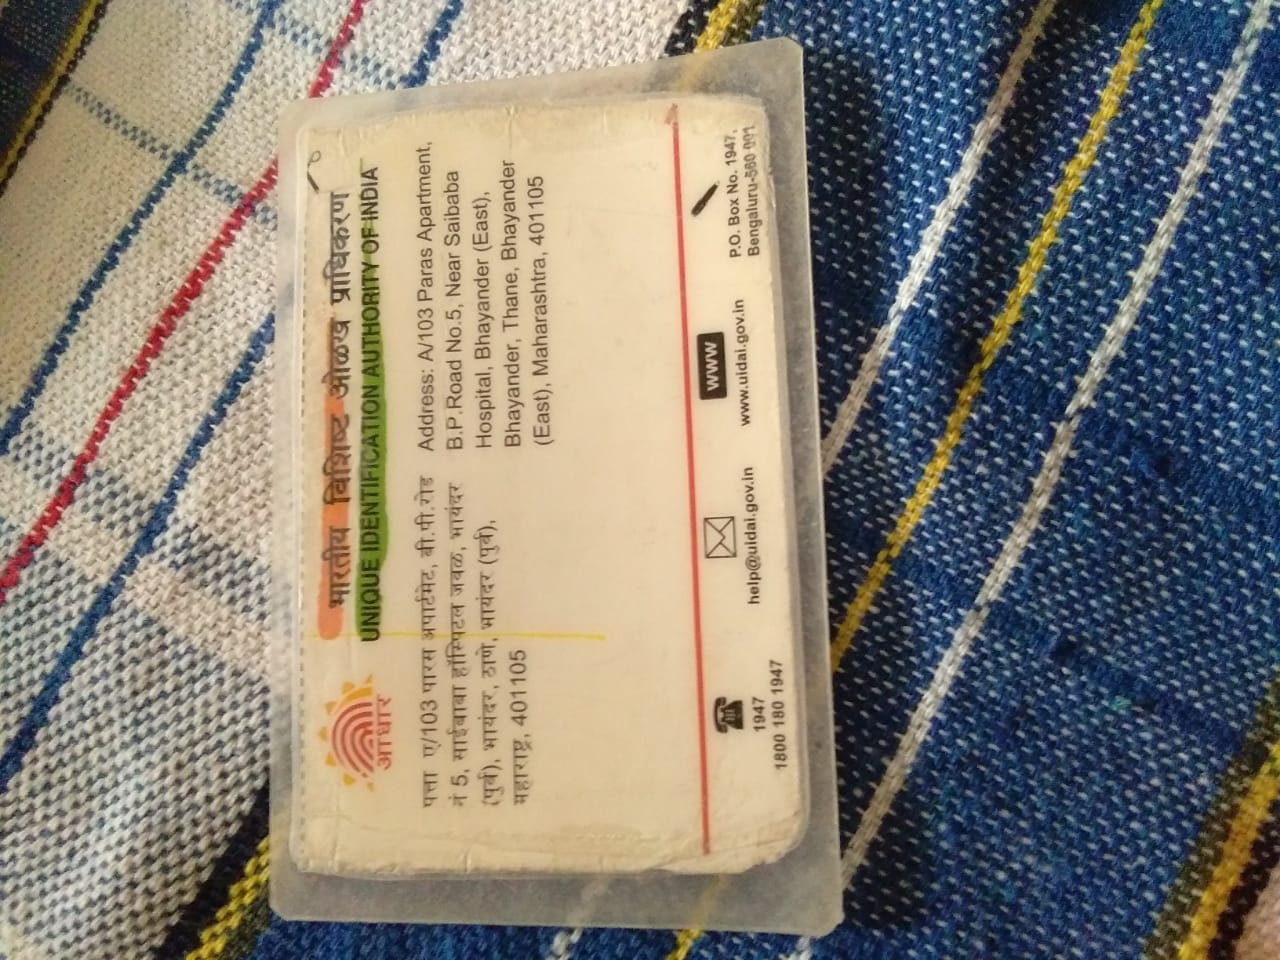 भारतीय विशिष्ट ओळख प्राधिकरण
UNIQUE IDENTIFICATION AUTHORITY OF INDIA
आधार
पत्ता ए/103 पारस अपार्टमेंट, बी.पी.रोड
नं 5, साईबाबा हॉस्पिटल जवळ, भायंदर
(पुर्व), भायंदर, ठाणे, भायंदर (पुर्व),
महाराष्ट्र, 401105
Address: A/103 Paras Apartment,
B.P.Road No.5, Near Saibaba
Hospital, Bhayander (East),
Bhayander, Thane, Bhayander
(East), Maharashtra, 401105
1947
1800 180 1947
help@uidai.gov.in
WWW
www.uidai.gov.in
P.O. Box No. 1947,
Bengaluru-560 001